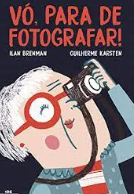 VÓ, PARA DE
FOTOGRAFAR!
ILAN BRENMAN
GUILHERME KARSTEN